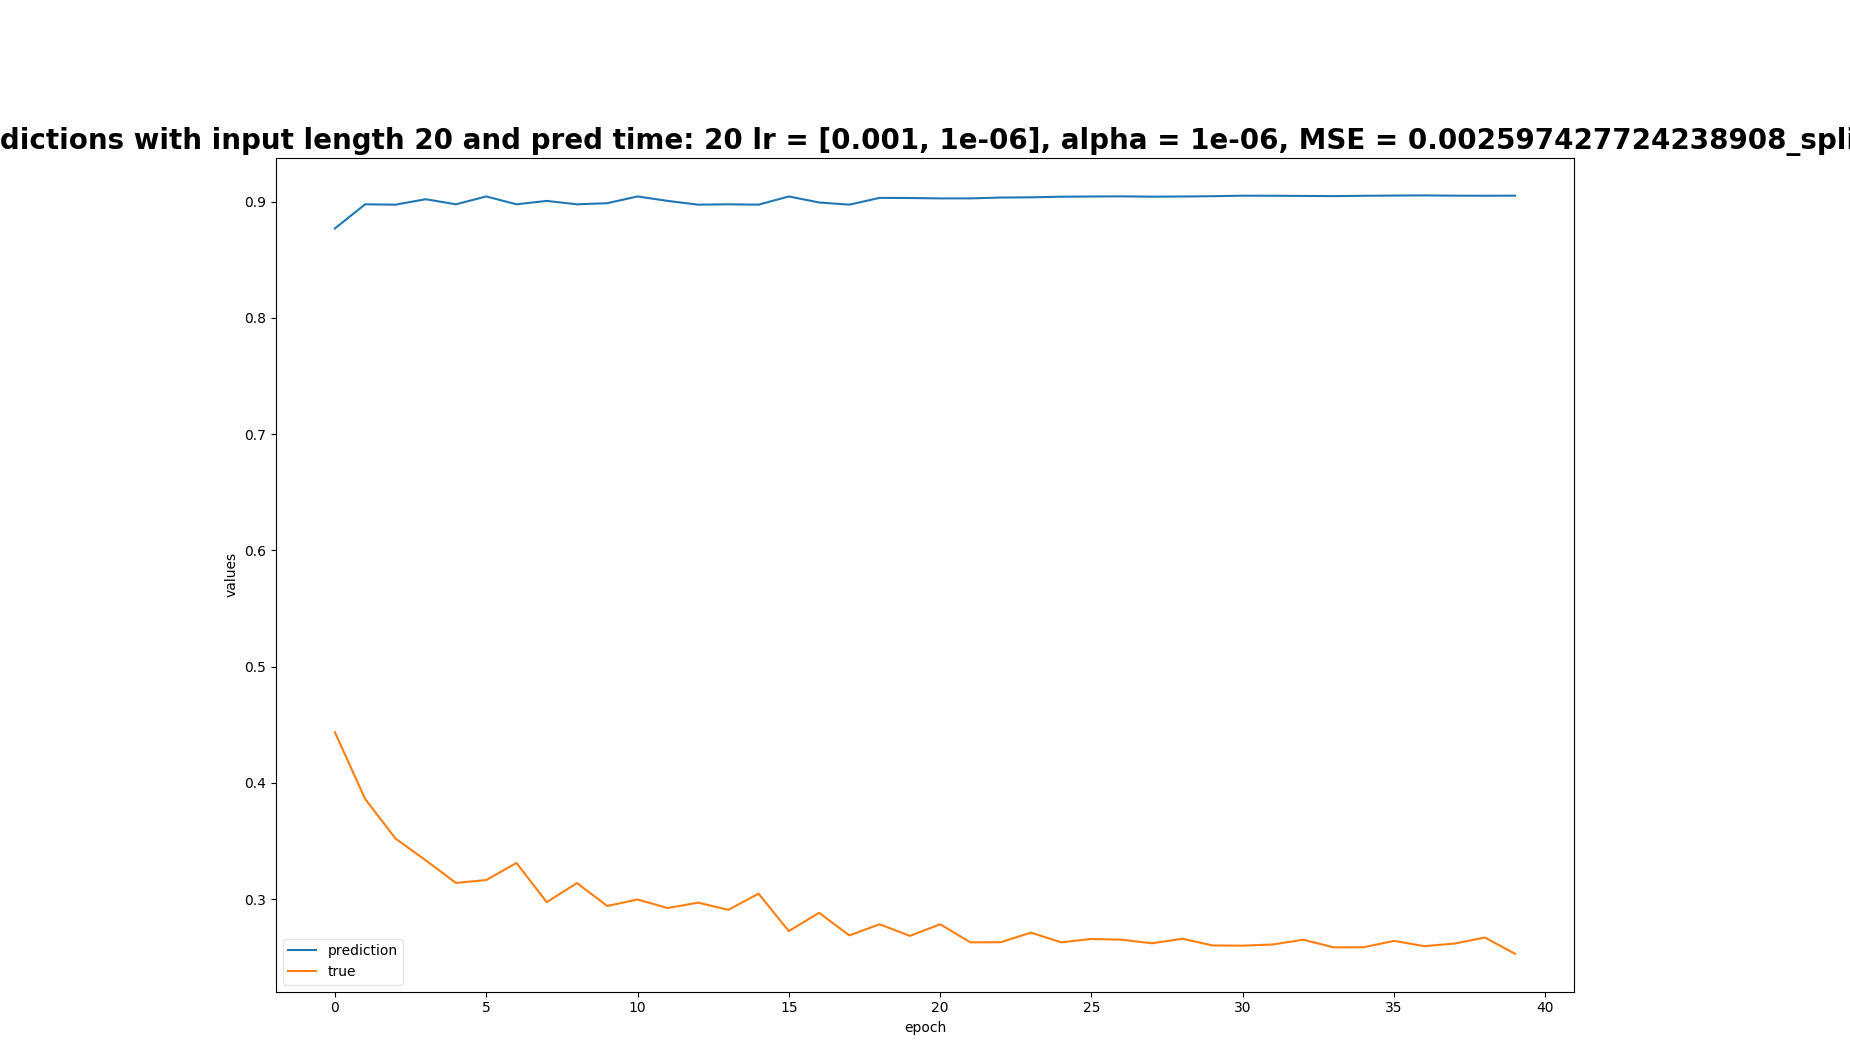 dictions with input length 20 and pred time: 20 lr = [0.001, 1e-06], alpha = 1e-06, MSE = 0.002597427724238908_spli
0.9
0.8
0.7
0.6
0.5
0.4
0.3
values
prediction
true
0 5 10 15 20 25 30 35 40
epoch